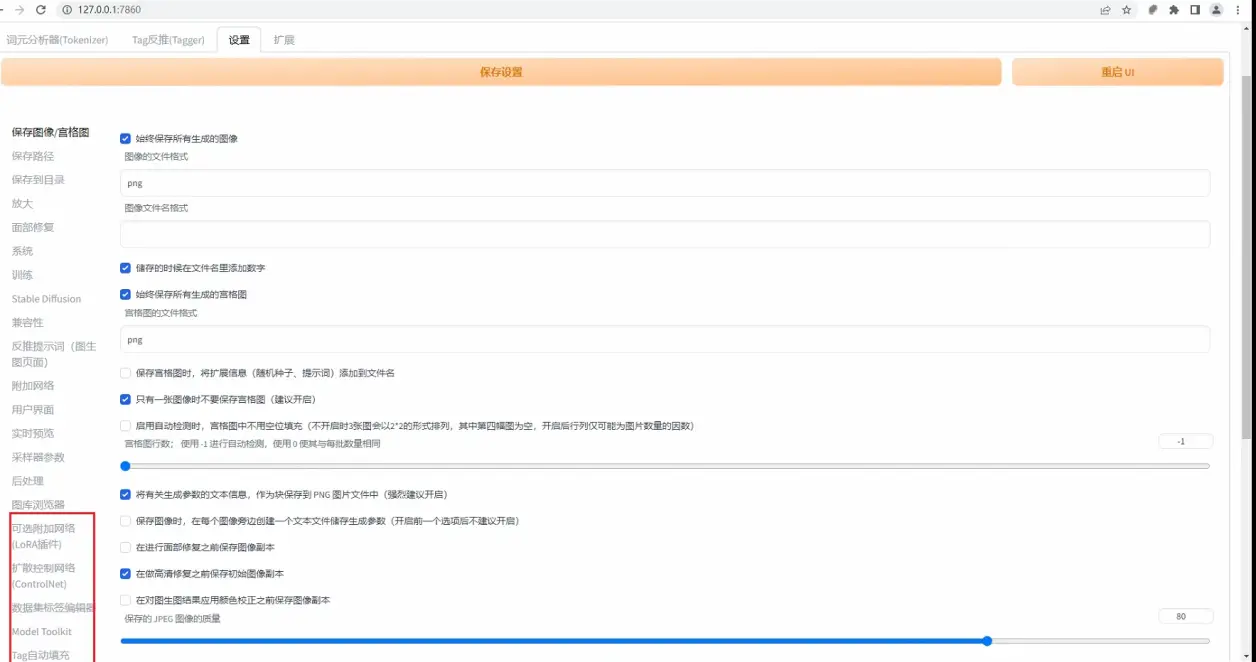 127.0.0.1:7860
词元分析器(Tokenizer)
Tag反推(Tagger)
设置
扩展
保存设置
重启 UI
保存图像/宫格图
保存路径
保存到目录
放大
面部修复
系统
训练
Stable Diffusion
兼容性
反推提示词（图生
图页面）
附加网络
用户界面
实时预览
采样器参数
后处理
图库浏览器
可选附加网络
(LoRA插件)
扩散控制网络
(ControlNet)
数据集标签编辑器
Model Toolkit
Tag自动填充
始终保存所有生成的图像
图像的文件格式
png
图像文件名格式
储存的时候在文件名里添加数字
始终保存所有生成的宫格图
宫格图的文件格式
png
保存宫格图时，将扩展信息（随机种子、提示词）添加到文件名
只有一张图像时不要保存宫格图（建议开启）
启用自动检测时，宫格图中不用空位填充（不开启时3张图会以2*2的形式排列，其中第四幅图为空，开启后行列仅可能为图片数量的因数）
宫格图行数； 使用 -1 进行自动检测，使用 0 使其与每批数量相同
-1
将有关生成参数的文本信息，作为块保存到 PNG 图片文件中（强烈建议开启）
保存图像时，在每个图像旁边创建一个文本文件储存生成参数（开启前一个选项后不建议开启）
在进行面部修复之前保存图像副本
在做高清修复之前保存初始图像副本
在对图生图结果应用颜色校正之前保存图像副本
保存的 JPEG 图像的质量
80